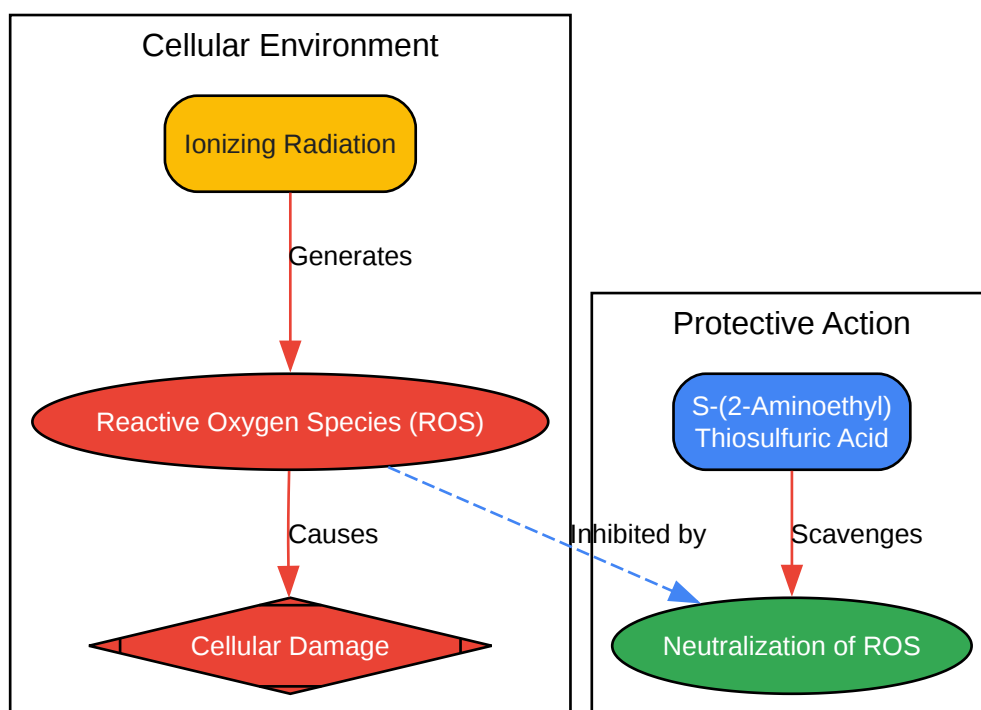 Cellular Environment
Ionizing Radiation
Generates
Protective Action
Reactive Oxygen Species (ROS)
S-(2-Aminoethyl)
Thiosulfuric Acid
Causes
Inhibited by
Scavenges
Cellular Damage
Neutralization of ROS